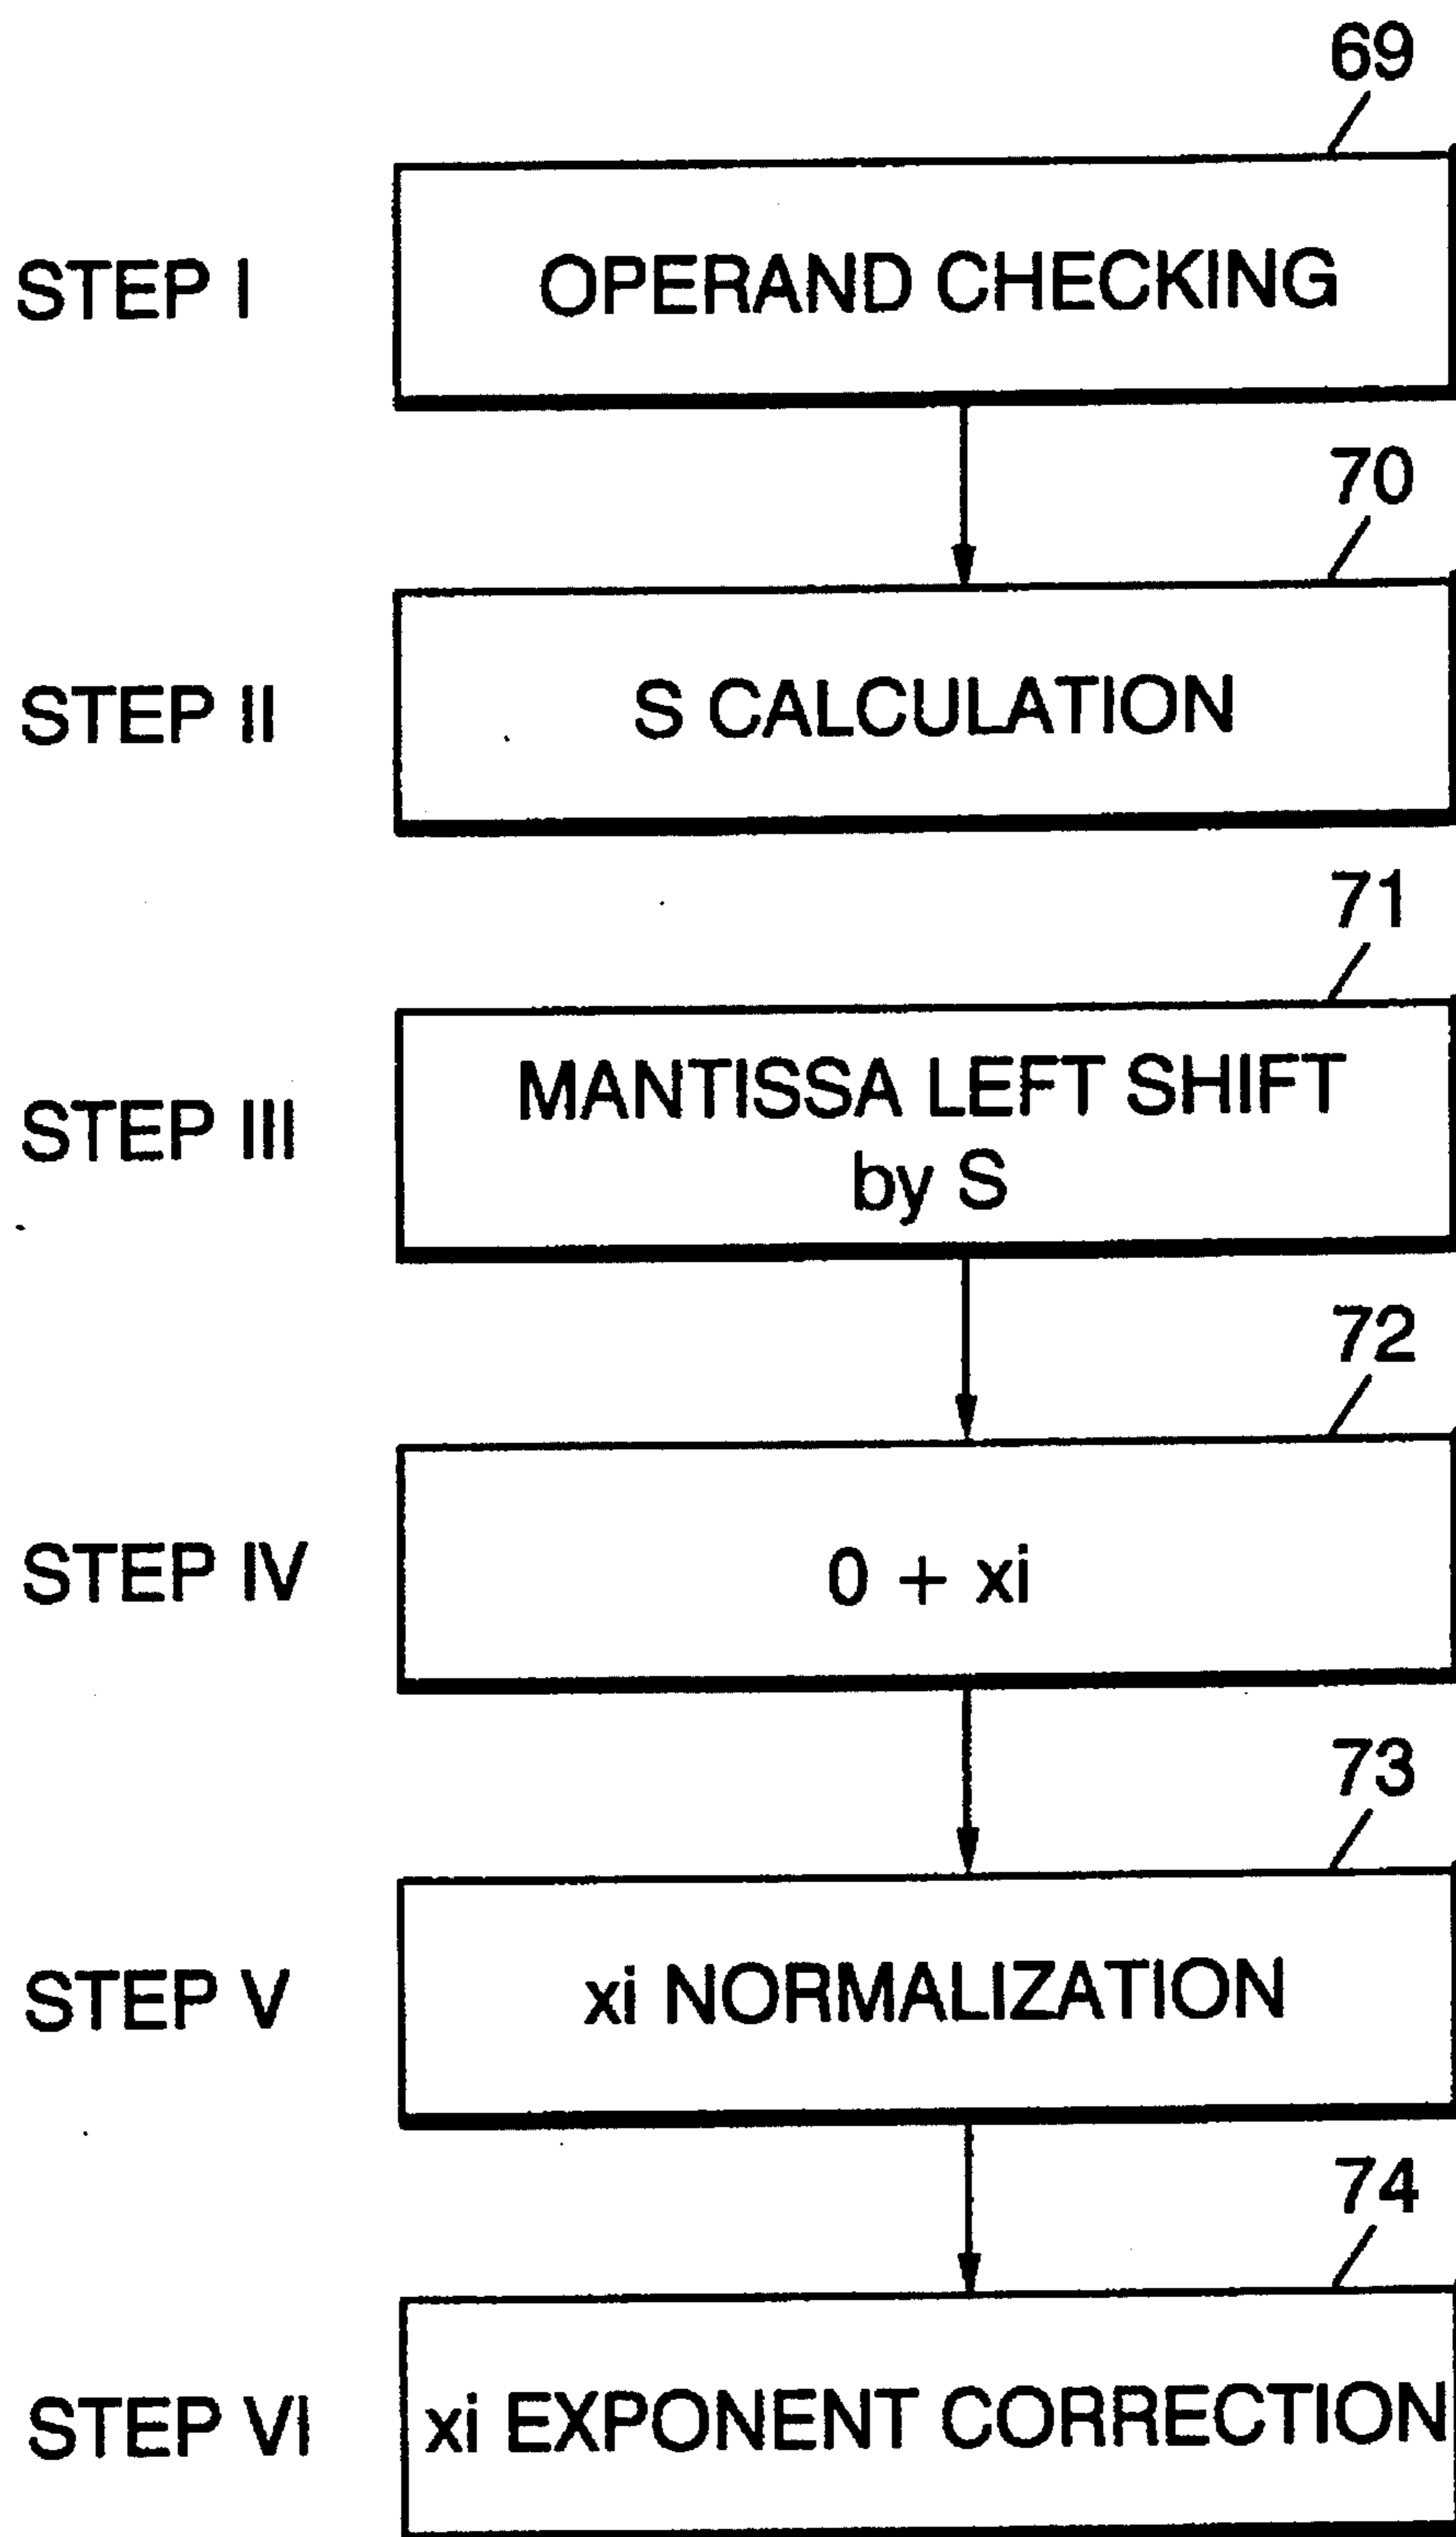 69
STEP I
OPERAND CHECKING
70
STEP II
S CALCULATION
71
STEP III
MANTISSA LEFT SHIFT
by S
72
STEP IV
0 + xi
73
STEP V
xi NORMALIZATION
74
STEP VI
xi EXPONENT CORRECTION